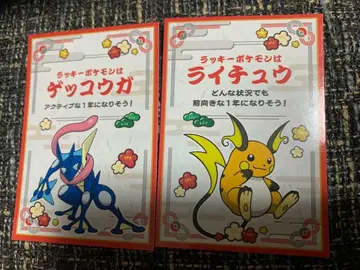 ラッキーポケモンは
ゲッコウガ
アクティブな1年になりそう!
ラッキーポケモンは
ライチュウ
どんな状況でも
前向きな1年になりそう!